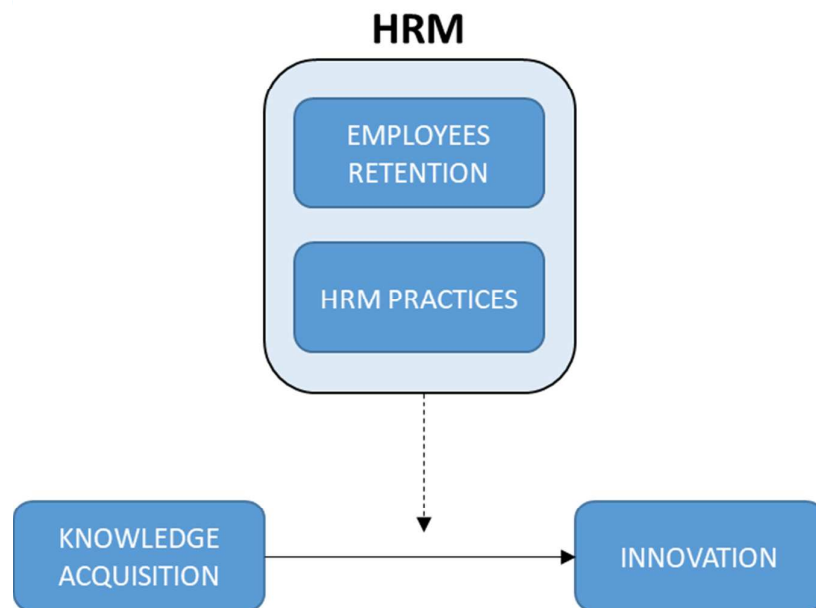 HRM
EMPLOYEES
RETENTION
HRM PRACTICES
KNOWLEDGE
ACQUISITION
INNOVATION